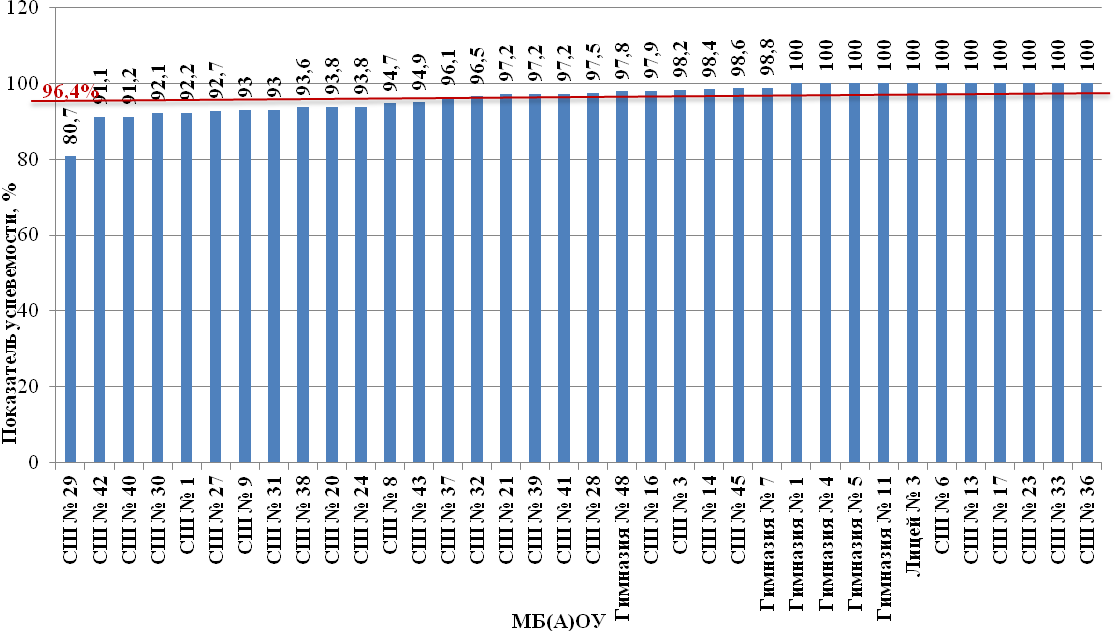 Показатель успевемости, %
120
100
80
60
40
20
0
96,4%
80,7
91,1
91,2
92,1
92,2
92,7
93
93
93,6
93,8
93,8
94,7
94,9
96,1
96,5
97,2
97,2
97,2
97,5
97,8
97,9
98,2
98,4
98,6
98,8
100
100
100
100
100
100
100
100
100
100
100
СШ № 29
СШ № 42
СШ № 40
СШ № 30
СШ № 1
СШ № 27
СШ № 9
СШ № 31
СШ № 38
СШ № 20
СШ № 24
СШ № 8
СШ № 43
СШ № 37
СШ № 32
СШ № 21
СШ № 39
СШ № 41
СШ № 28
Гимназия № 48
СШ № 16
СШ № 3
СШ № 14
СШ № 45
Гимназия № 7
Гимназия № 1
Гимназия № 4
Гимназия № 5
Гимназия № 11
Лицей № 3
СШ № 6
СШ № 13
СШ № 17
СШ № 23
СШ № 33
СШ № 36
МБ(А)ОУ